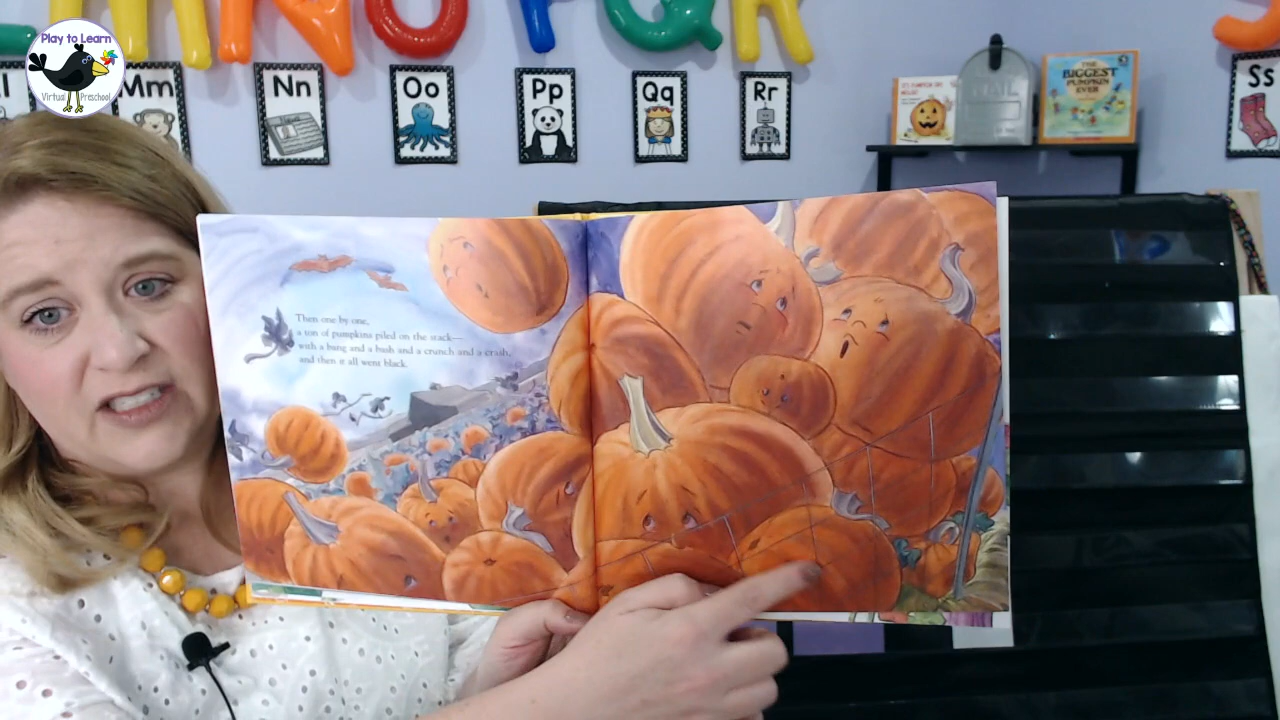 Play to Learn
Virtual Preschool
Mm
Nn
Oo
Pp
Qq
Rr
Ss
MAIL
THE
BIGGEST
PUMPKIN
EVER
Then one by one,
a ton of pumpkins piled on the stack—
with a bang and a bash and a crunch and a crash,
and then it all went black.